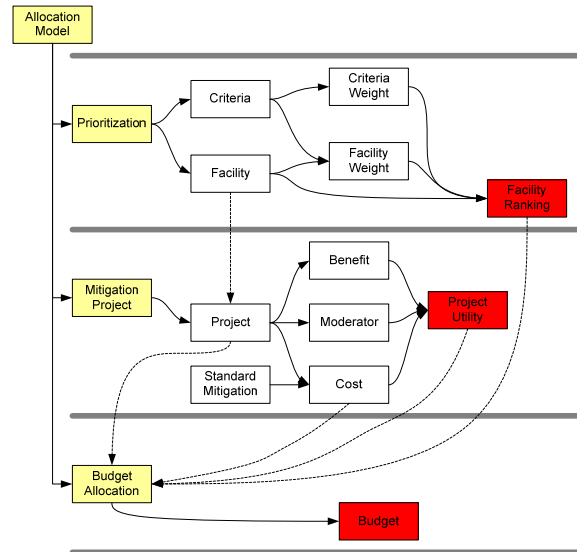 Allocation
Model
Prioritization
Criteria
Criteria
Weight
Facility
Facility
Weight
Facility
Ranking
Mitigation
Project
Project
Benefit
Moderator
Standard
Mitigation
Cost
Project
Utility
Budget
Allocation
Budget